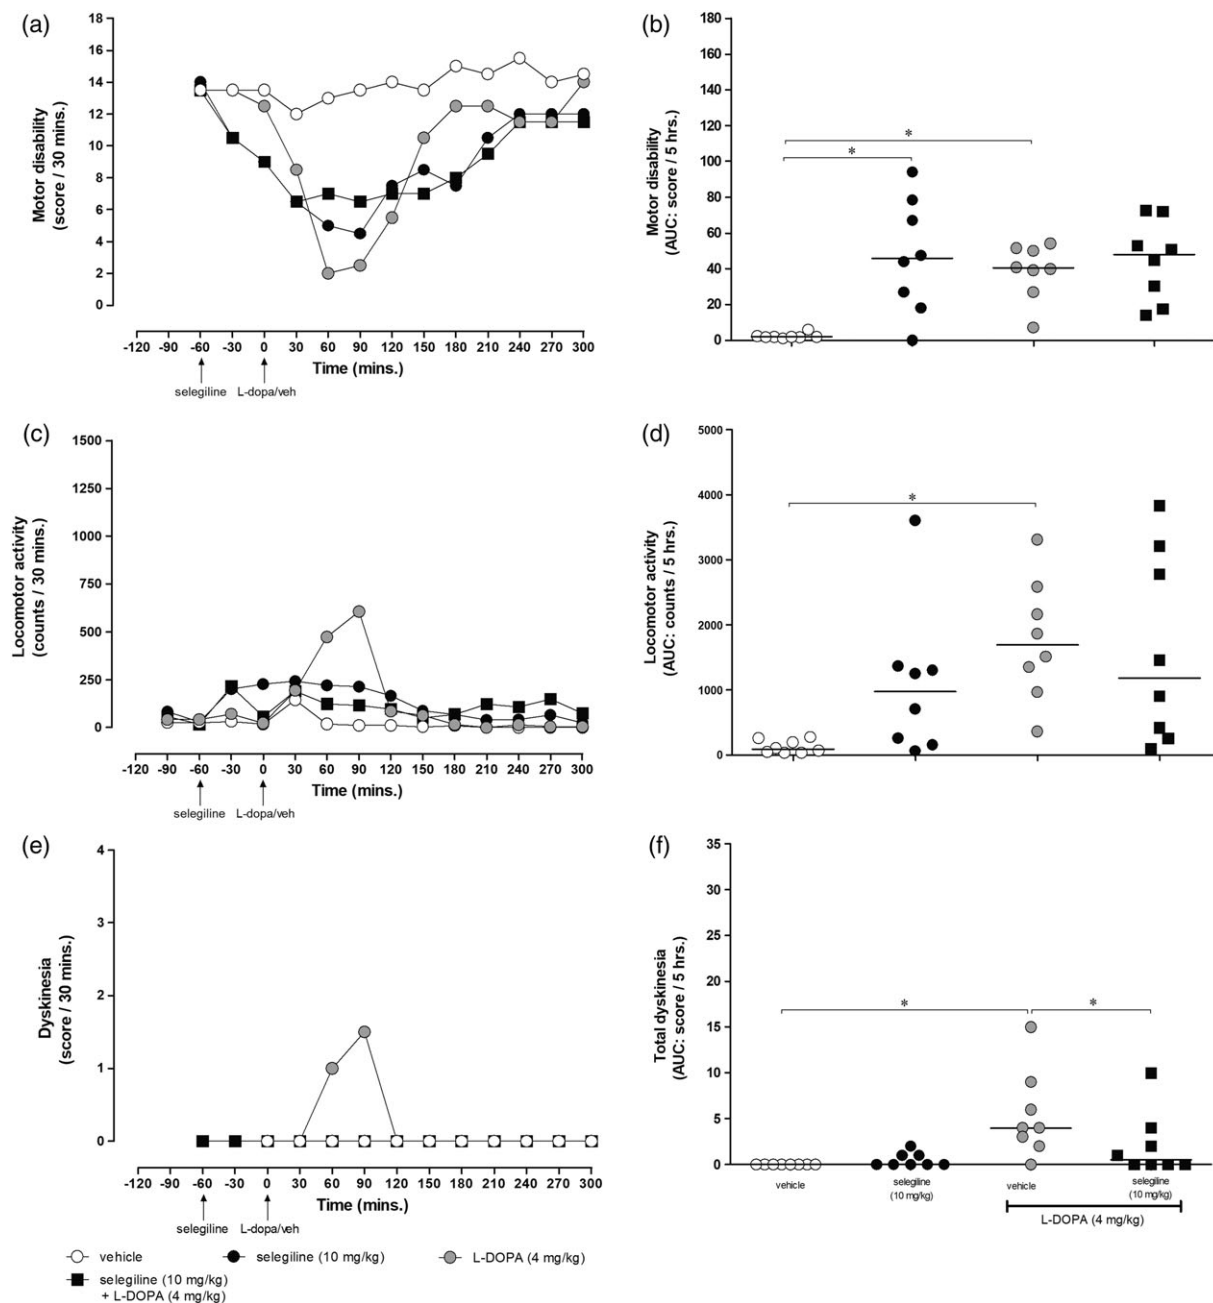 (a)
18
16
14
12
10
8
6
4
2
0
Motor disability
(score / 30 mins.)
-120 -90 -60 -30 0 30 60 90 120 150 180 210 240 270 300
Time (mins.)
selegiline L-dopa/veh
(b)
180
160
140
120
100
80
60
40
20
0
Motor disability
(AUC: score / 5 hrs.)
*
*
(c)
1500
1250
1000
750
500
250
0
Locomotor activity
(counts / 30 mins.)
-120 -90 -60 -30 0 30 60 90 120 150 180 210 240 270 300
Time (mins.)
selegiline L-dopa/veh
(d)
5000
4000
3000
2000
1000
0
Locomotor activity
(AUC: counts / 5 hrs.)
*
(e)
4
3
2
1
0
Dyskinesia
(score / 30 mins.)
-120 -90 -60 -30 0 30 60 90 120 150 180 210 240 270 300
Time (mins.)
selegiline L-dopa/veh
(f)
35
30
25
20
15
10
5
0
Total dyskinesia
(AUC: score / 5 hrs.)
* *
vehicle selegiline vehicle selegiline
(10 mg/kg) (10 mg/kg)
L-DOPA (4 mg/kg)
vehicle selegiline (10 mg/kg) L-DOPA (4 mg/kg)
selegiline (10 mg/kg)
+ L-DOPA (4 mg/kg)